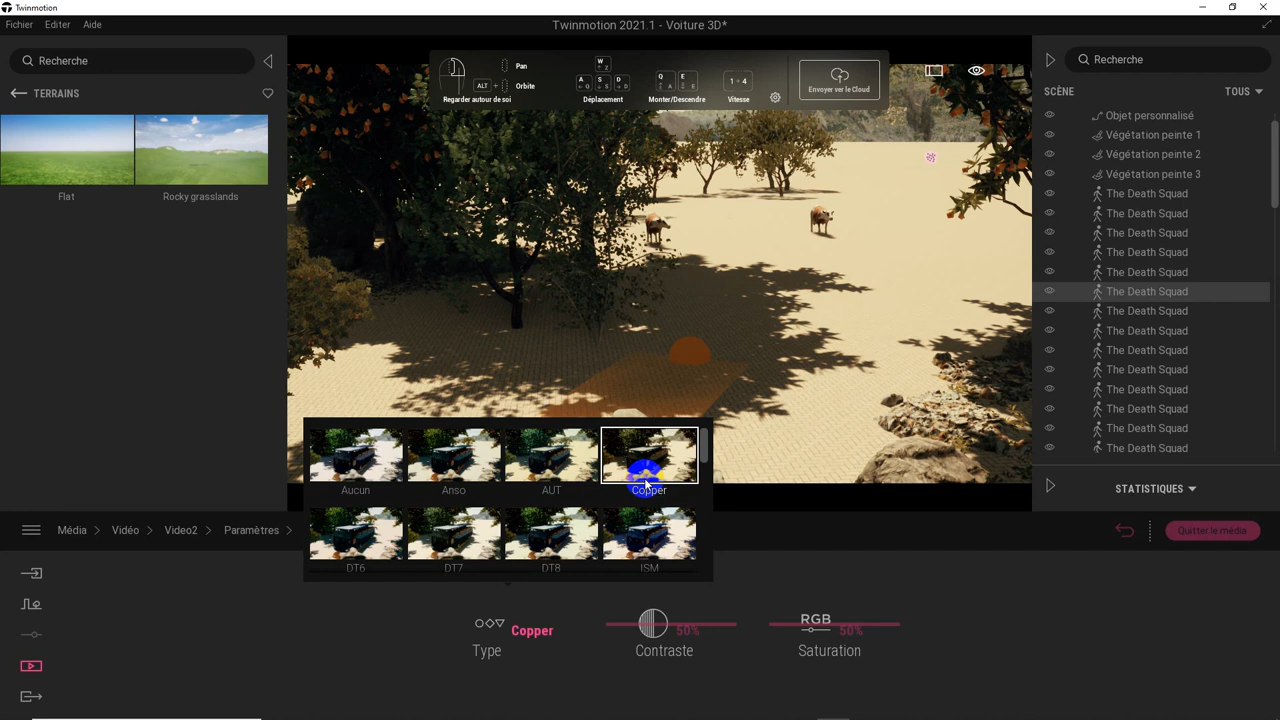 Twinmotion
Fichier Editer Aide
Twinmotion 2021.1 - Voiture 3D*
Recherche
TERRAINS
Flat
Rocky grasslands
ALT +
Pan
Orbite
Regarder autour de soi
W
↑ Z
A
← Q
S
↓ S
D
→ D
Déplacement
Q
↑ A
E
↓ E
Monter/Descendre
1 → 4
Vitesse
Envoyer ver le Cloud
Recherche
SCÈNE TOUS
Objet personnalisé
Végétation peinte 1
Végétation peinte 2
Végétation peinte 3
The Death Squad
The Death Squad
The Death Squad
The Death Squad
The Death Squad
The Death Squad
The Death Squad
The Death Squad
The Death Squad
The Death Squad
The Death Squad
The Death Squad
The Death Squad
The Death Squad
STATISTIQUES
Aucun
Anso
AUT
Copper
DT6
DT7
DT8
ISM
Média Vidéo Video2 Paramètres
Quitter le média
Copper
Type
50%
Contraste
RGB
50%
Saturation